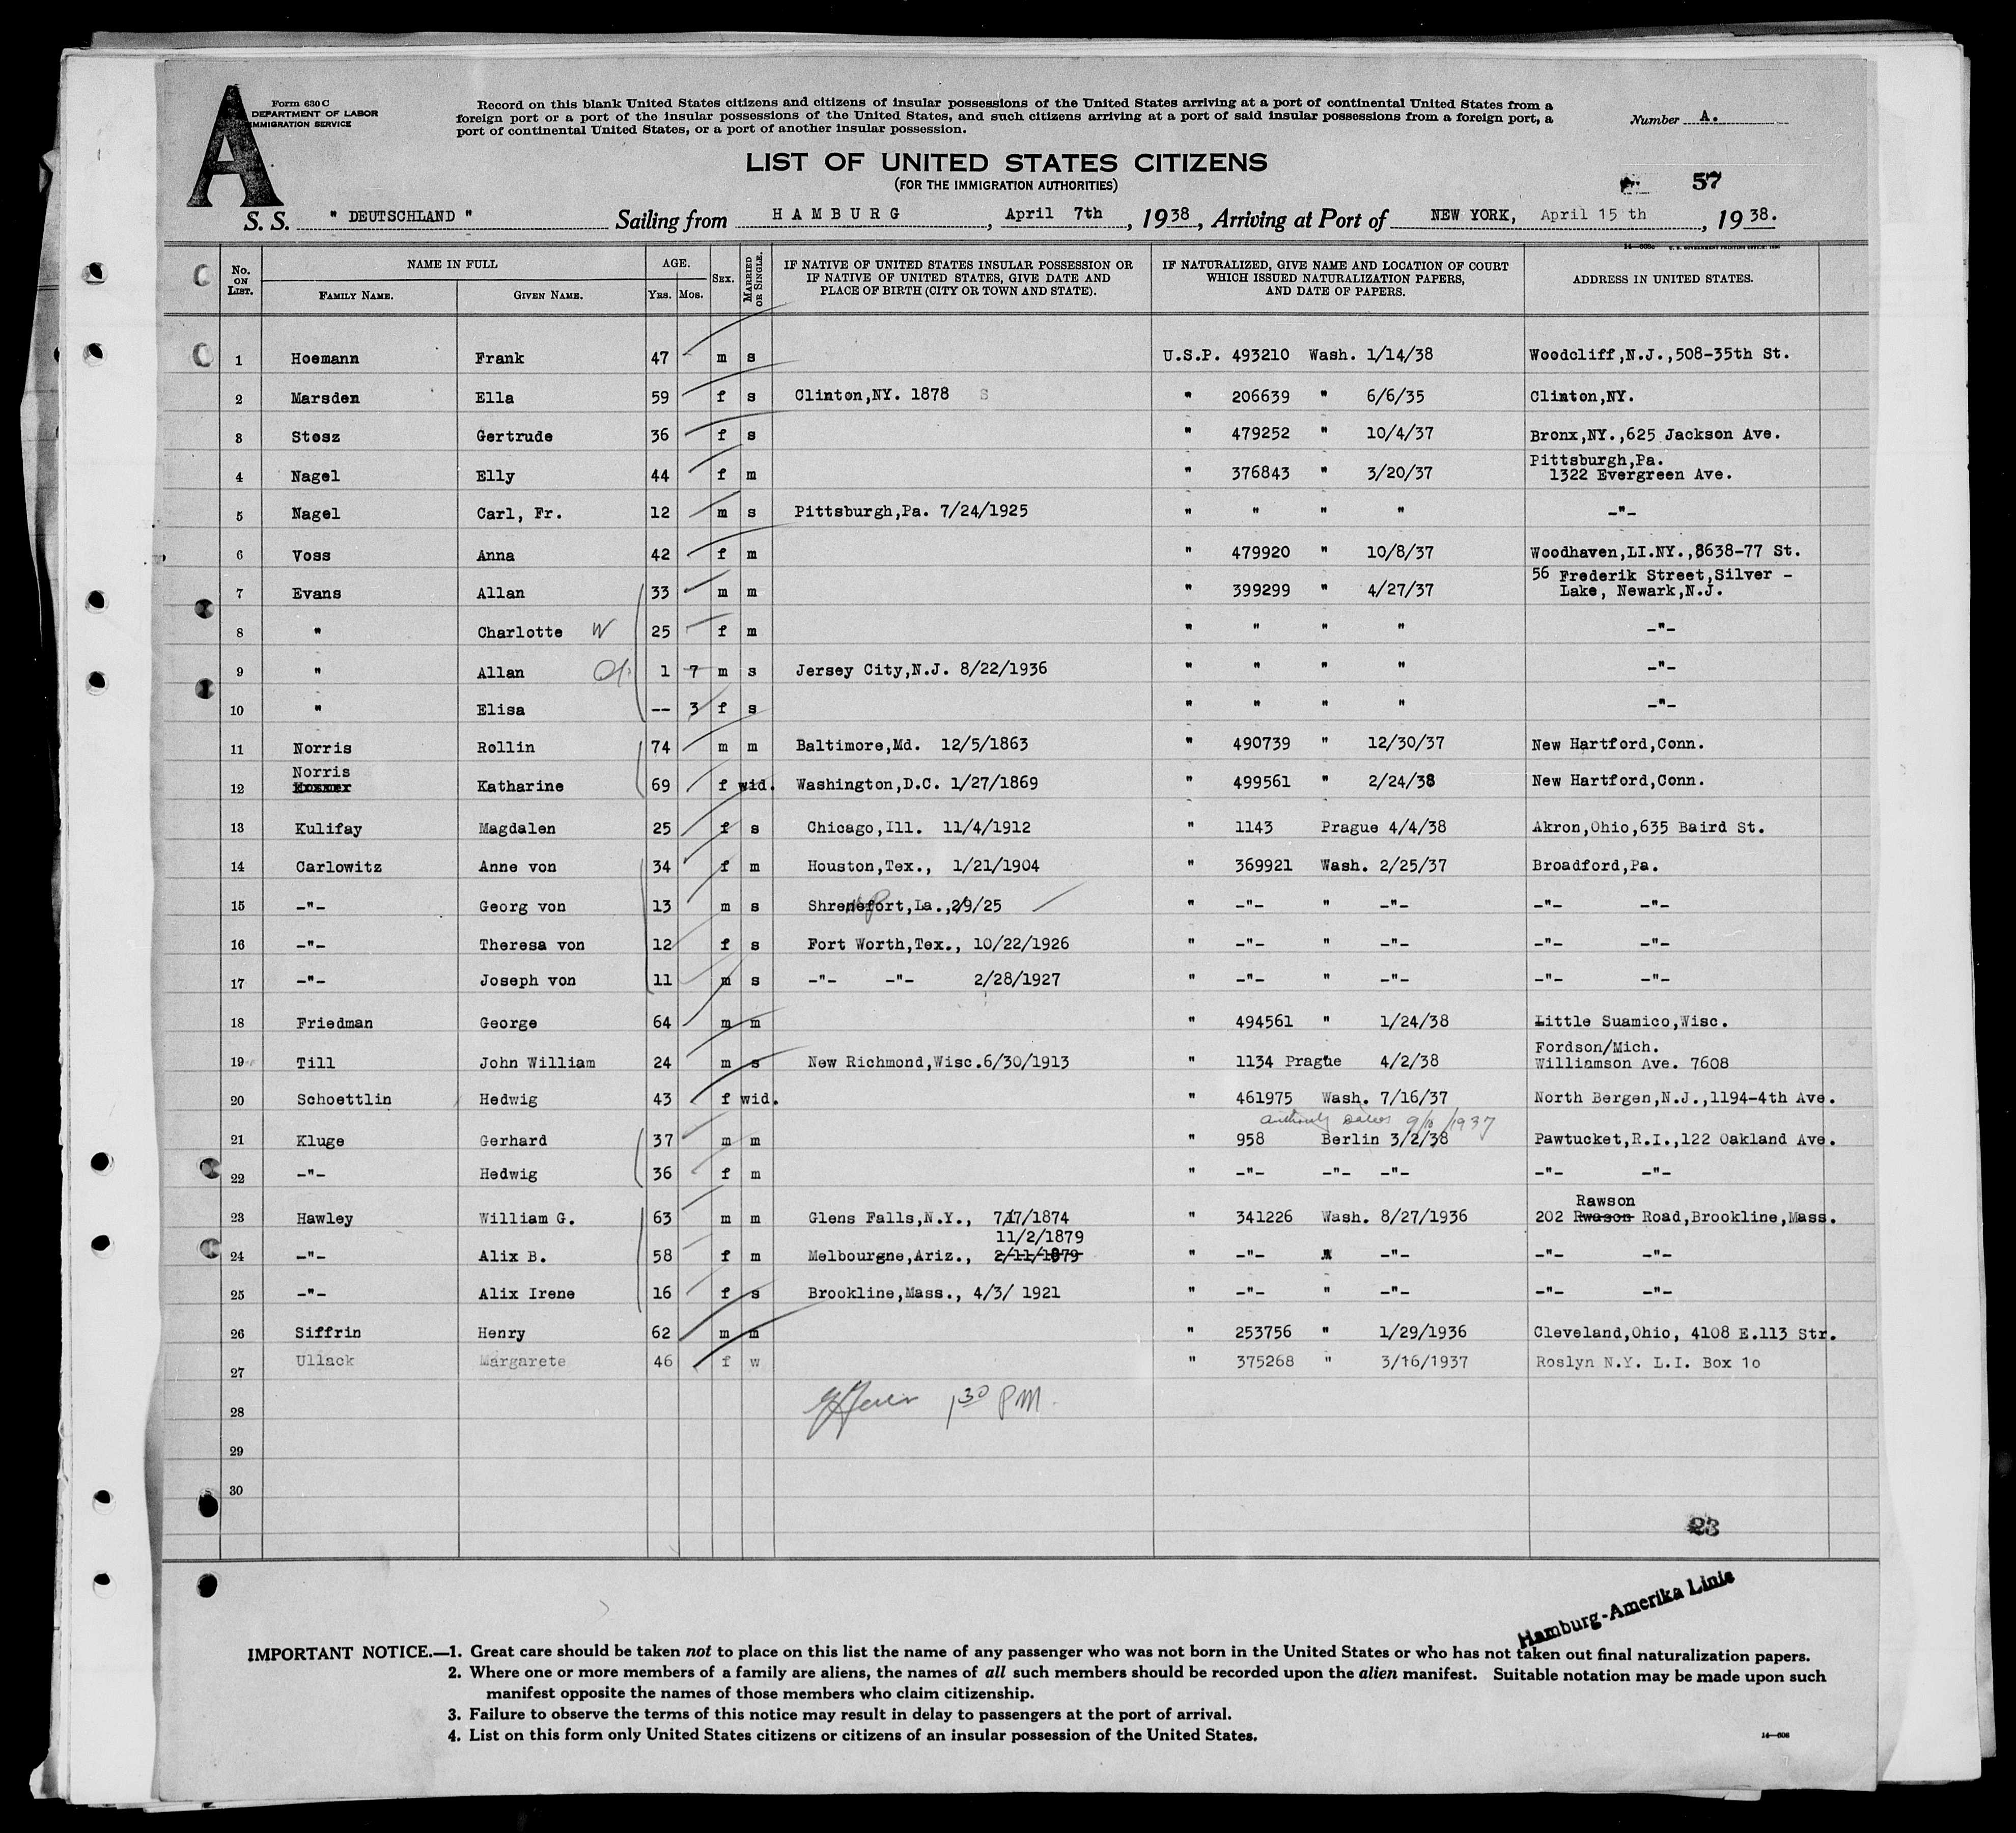 A
Form 630 C
DEPARTMENT OF LABOR
IMMIGRATION SERVICE
Record on this blank United States citizens and citizens of insular possessions of the United States arriving at a port of continental United States from a
foreign port or a port of the insular possessions of the United States, and such citizens arriving at a port of said insular possessions from a foreign port, a
port of continental United States, or a port of another insular possession.
Number A.
LIST OF UNITED STATES CITIZENS
(FOR THE IMMIGRATION AUTHORITIES)
57
S. S. " DEUTSCHLAND " Sailing from HAMBURG, April 7th, 1938, Arriving at Port of NEW YORK, April 15 th, 1938.
No. ON LIST. NAME IN FULL FAMILY NAME. GIVEN NAME. AGE. YRS. MOS. SEX. MARRIED OR SINGLE. IF NATIVE OF UNITED STATES INSULAR POSSESSION OR IF NATIVE OF UNITED STATES, GIVE DATE AND PLACE OF BIRTH (CITY OR TOWN AND STATE). IF NATURALIZED, GIVE NAME AND LOCATION OF COURT WHICH ISSUED NATURALIZATION PAPERS, AND DATE OF PAPERS. ADDRESS IN UNITED STATES.
1 Hoemann Frank 47 m s U.S.P. 493210 Wash. 1/14/38 Woodcliff,N.J.,508-35th St.
2 Marsden Ella 59 f s Clinton,NY. 1878 S " 206639 " 6/6/35 Clinton,NY.
3 Stosz Gertrude 36 f s " 479252 " 10/4/37 Bronx,NY.,625 Jackson Ave.
4 Nagel Elly 44 f m " 376843 " 3/20/37 Pittsburgh,Pa. 1322 Evergreen Ave.
5 Nagel Carl, Fr. 12 m s Pittsburgh,Pa. 7/24/1925 " " " " -"-
6 Voss Anna 42 f m " 479920 " 10/8/37 Woodhaven,LI.NY.,8638-77 St.
7 Evans Allan 33 m m " 399299 " 4/27/37 56 Frederik Street,Silver - Lake, Newark,N.J.
8 " Charlotte W 25 f m " " " " -"-
9 " Allan 1 7 m s Jersey City,N.J. 8/22/1936 " " " " -"-
10 " Elisa -- 3 f s " " " " -"-
11 Norris Rollin 74 m m Baltimore,Md. 12/5/1863 " 490739 " 12/30/37 New Hartford,Conn.
12 Norris Katharine 69 f wid. Washington,D.C. 1/27/1869 " 499561 " 2/24/38 New Hartford,Conn.
13 Kulifay Magdalen 25 f s Chicago,Ill. 11/4/1912 " 1143 Prague 4/4/38 Akron,Ohio,635 Baird St.
14 Carlowitz Anne von 34 f m Houston,Tex., 1/21/1904 " 369921 Wash. 2/25/37 Broadford,Pa.
15 -"- Georg von 13 m s Shrenefort,La.,2/9/25 " -"- " -"- -"- -"-
16 -"- Theresa von 12 f s Fort Worth,Tex., 10/22/1926 " -"- " -"- -"- -"-
17 -"- Joseph von 11 m s -"- -"- 2/28/1927 " -"- " -"- -"- -"-
18 Friedman George 64 m m " 494561 " 1/24/38 Little Suamico,Wisc.
19 Till John William 24 m s New Richmond,Wisc.6/30/1913 " 1134 Prague 4/2/38 Fordson/Mich. Williamson Ave. 7608
20 Schoettlin Hedwig 43 f wid. " 461975 Wash. 7/16/37 North Bergen,N.J.,1194-4th Ave.
9/10/1937
21 Kluge Gerhard 37 m m " 958 Berlin 3/2/38 Pawtucket,R.I.,122 Oakland Ave.
22 -"- Hedwig 36 f m " -"- -"- -"- -"- -"-
23 Hawley William G. 63 m m Glens Falls,N.Y., 7/17/1874 " 341226 Wash. 8/27/1936 Rawson 202 Rwason Road,Brookline,Mass.
24 -"- Alix B. 58 f m Melbourgne,Ariz., 11/2/1879 2/11/1879 " -"- " -"- -"- -"-
25 -"- Alix Irene 16 f s Brookline,Mass., 4/3/ 1921 " -"- " -"- -"- -"-
26 Siffrin Henry 62 m m " 253756 " 1/29/1936 Cleveland,Ohio, 4108 E.113 Str.
27 Ullack Margarete 46 f w " 375268 " 3/16/1937 Roslyn N.Y. L.I. Box 1o
28 1 30 PM.
29
30
23
Hamburg-Amerika Linie
IMPORTANT NOTICE.—1. Great care should be taken not to place on this list the name of any passenger who was not born in the United States or who has not taken out final naturalization papers.
2. Where one or more members of a family are aliens, the names of all such members should be recorded upon the alien manifest. Suitable notation may be made upon such
manifest opposite the names of those members who claim citizenship.
3. Failure to observe the terms of this notice may result in delay to passengers at the port of arrival.
4. List on this form only United States citizens or citizens of an insular possession of the United States.
14—606